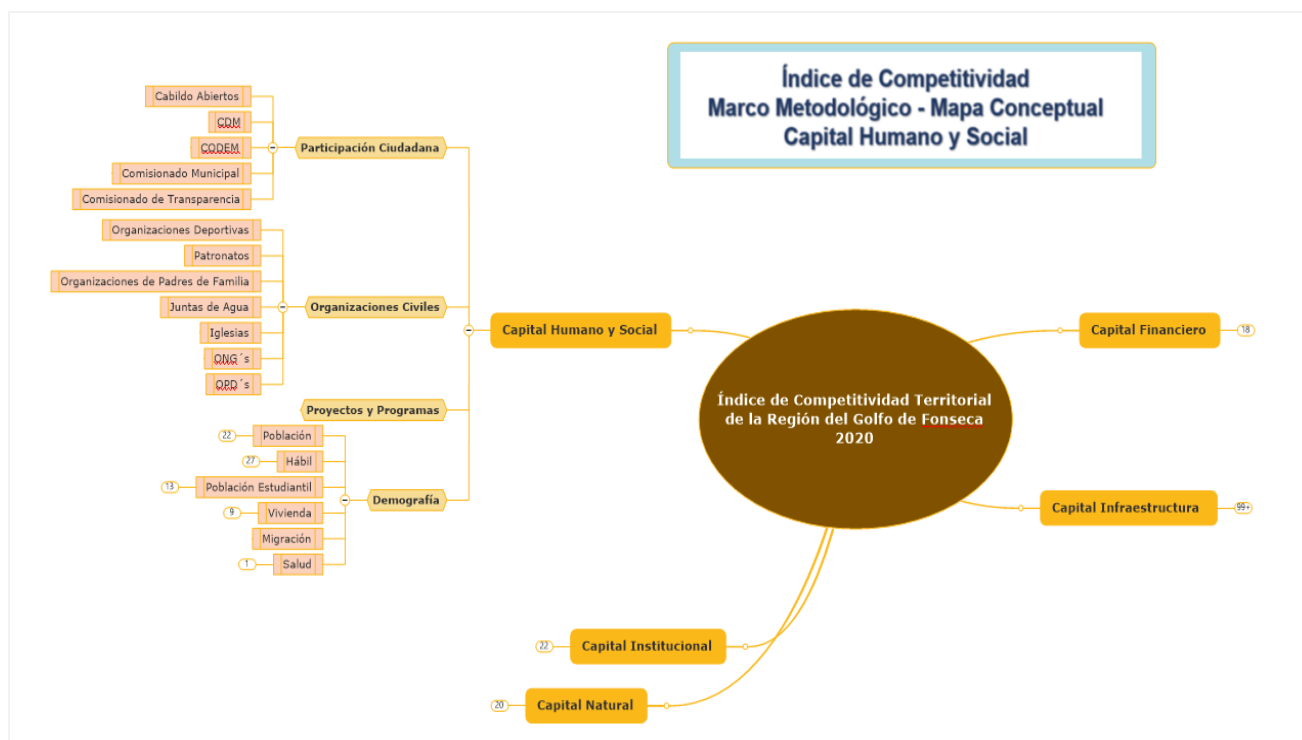 Índice de Competitividad
Marco Metodológico - Mapa Conceptual
Capital Humano y Social
Cabildo Abiertos
CDM
CODEM
Comisionado Municipal
Comisionado de Transparencia
Participación Ciudadana
Organizaciones Deportivas
Patronatos
Organizaciones de Padres de Familia
Juntas de Agua
Iglesias
ONG´s
OPD´s
Organizaciones Civiles
Proyectos y Programas
22
Población
27
Hábil
13
Población Estudiantil
9
Vivienda
Migración
1
Salud
Demografía
Capital Humano y Social
Índice de Competitividad Territorial
de la Región del Golfo de Fonseca
2020
Capital Financiero
18
Capital Infraestructura
99+
22
Capital Institucional
20
Capital Natural